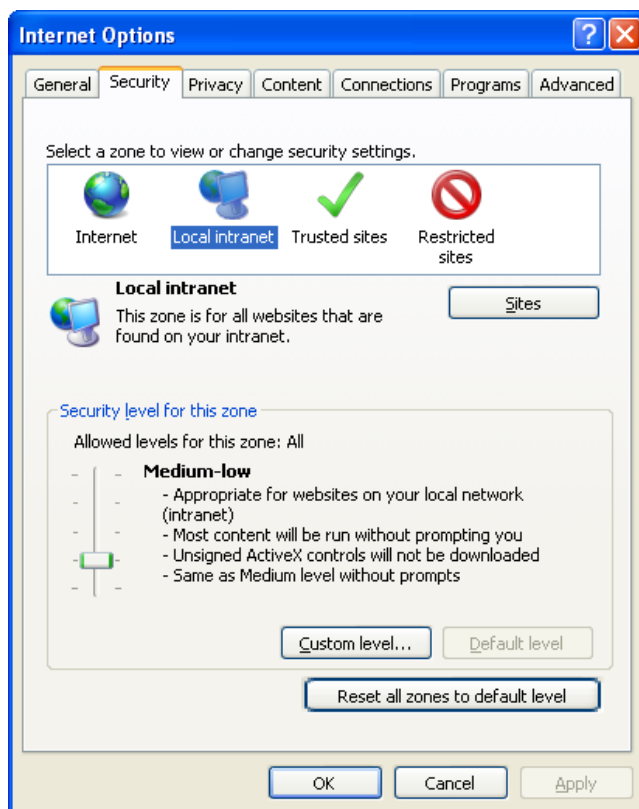 Internet Options
General Security Privacy Content Connections Programs Advanced
Select a zone to view or change security settings.
Internet Local intranet Trusted sites Restricted sites
Local intranet
This zone is for all websites that are
found on your intranet.
Sites
Security level for this zone
Allowed levels for this zone: All
Medium-low
- Appropriate for websites on your local network
(intranet)
- Most content will be run without prompting you
- Unsigned ActiveX controls will not be downloaded
- Same as Medium level without prompts
Custom level... Default level
Reset all zones to default level
OK Cancel Apply